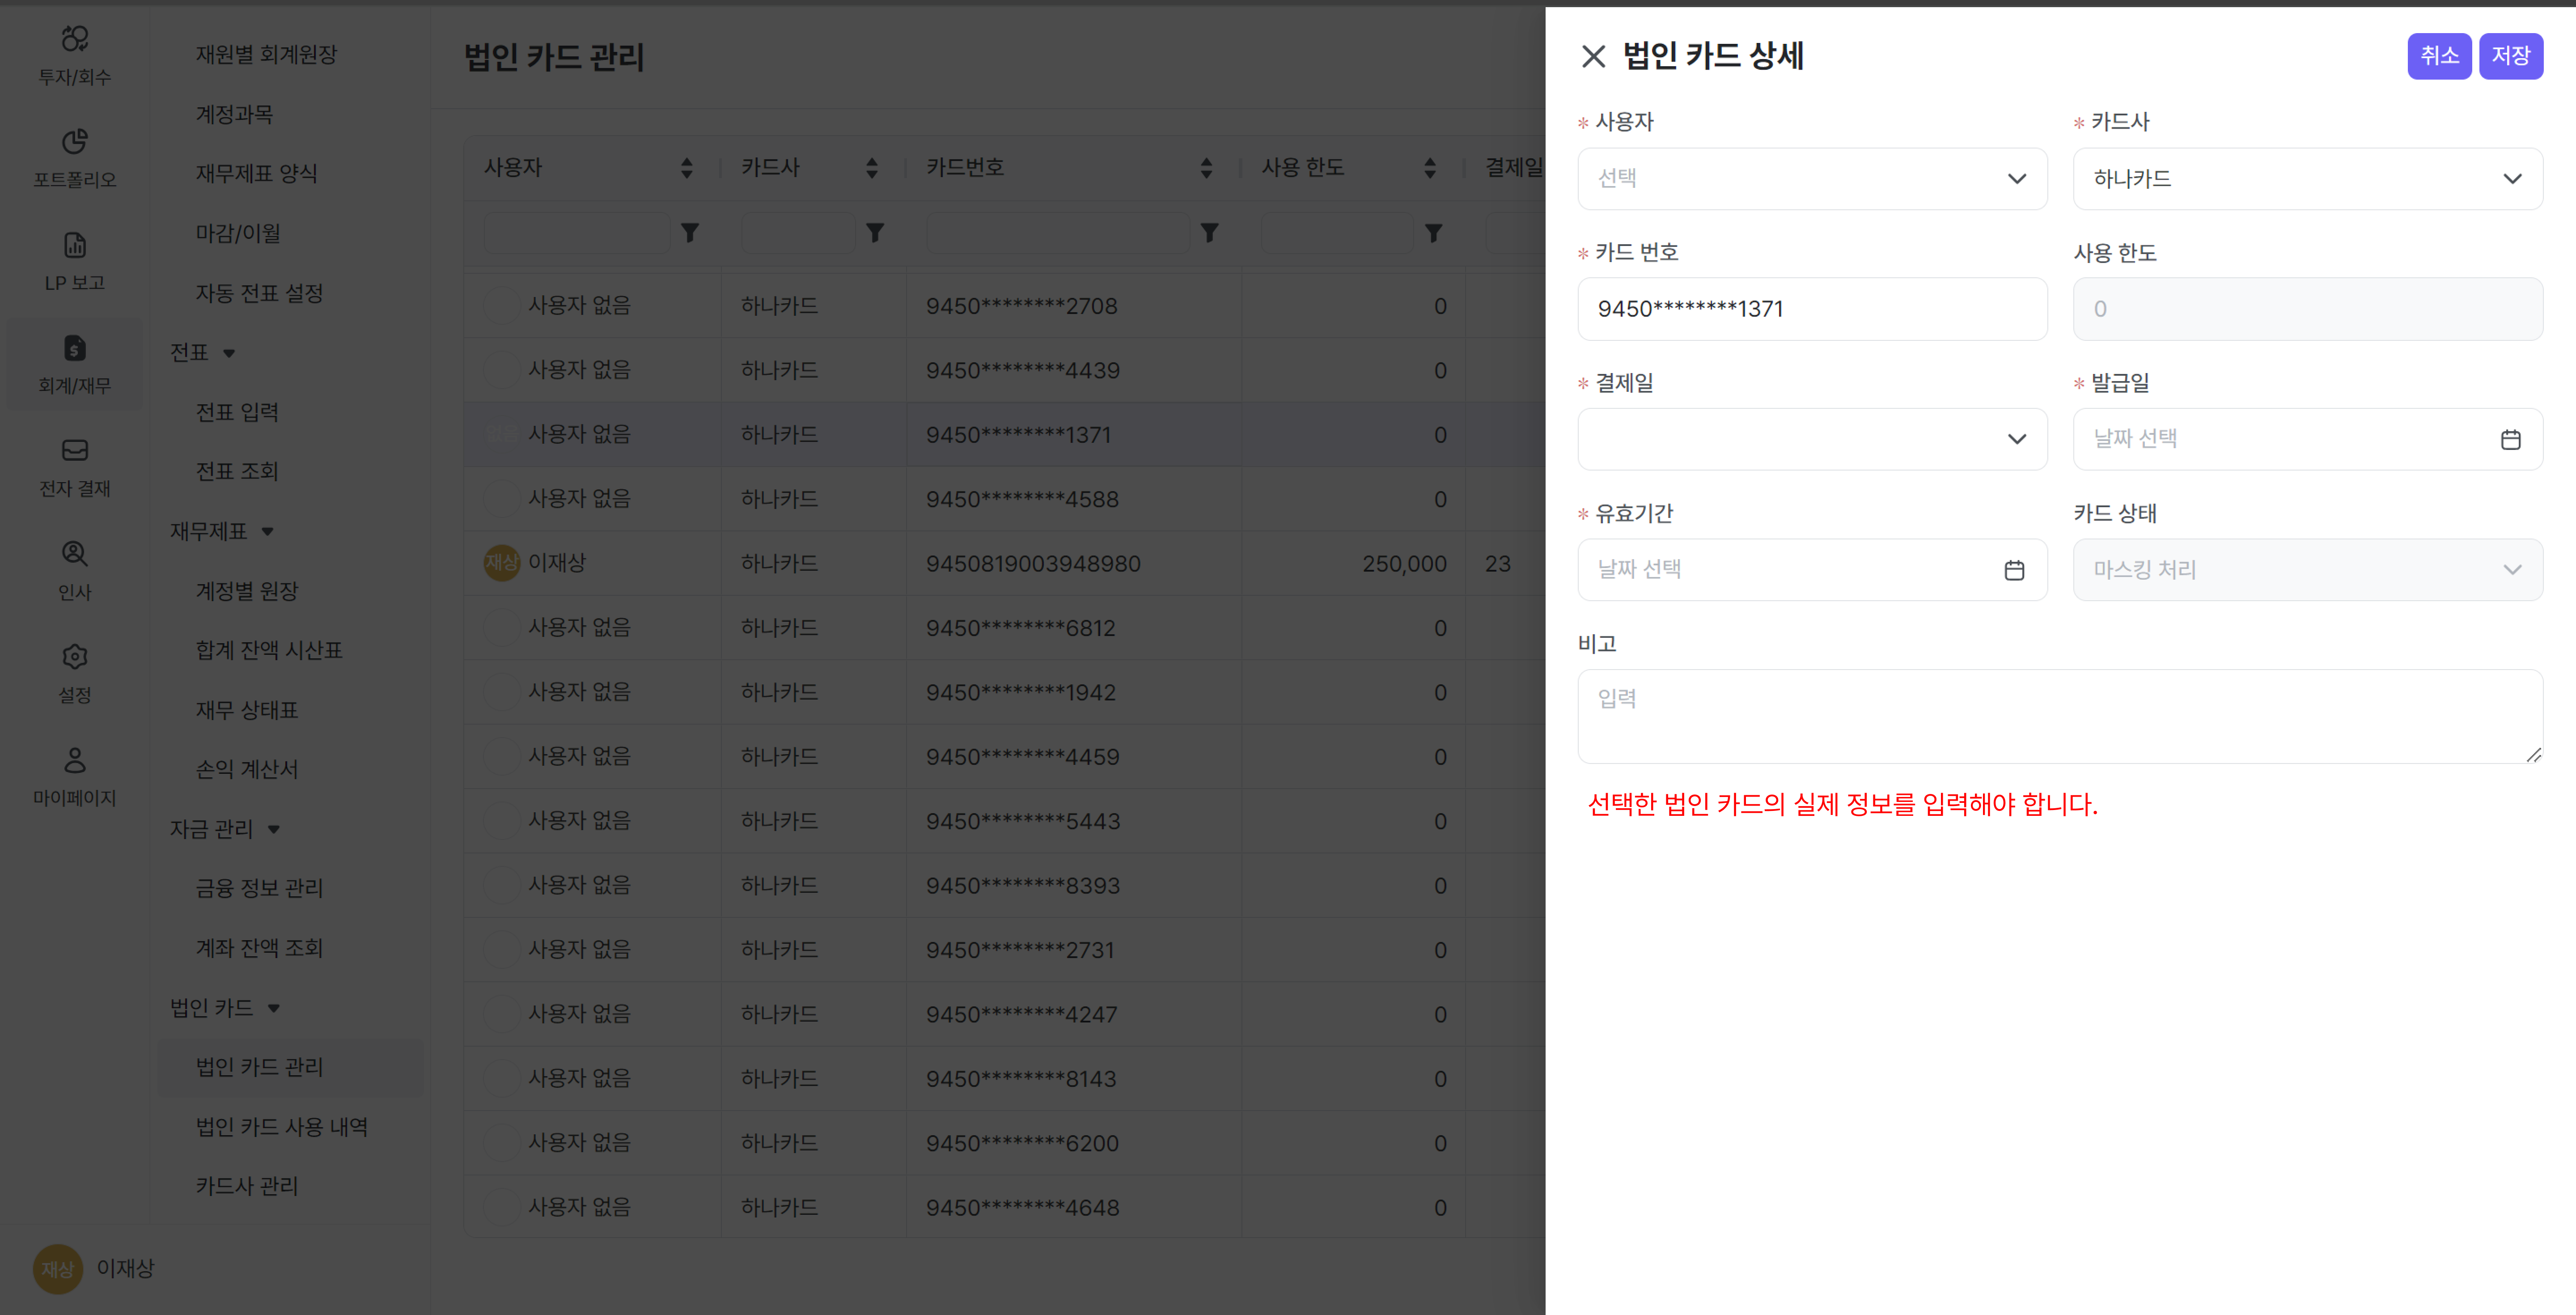 투자/회수
포트폴리오
LP 보고
회계/재무
전자 결재
인사
설정
마이페이지
재원별 회계원장
계정과목
재무제표 양식
마감/이월
자동 전표 설정
전표
전표 입력
전표 조회
재무제표
계정별 원장
합계 잔액 시산표
재무 상태표
손익 계산서
자금 관리
금융 정보 관리
계좌 잔액 조회
법인 카드
법인 카드 관리
법인 카드 사용 내역
카드사 관리
재상 이재상
법인 카드 관리
사용자 카드사 카드번호 사용 한도 결제일
사용자 없음 하나카드 9450********2708 0
사용자 없음 하나카드 9450********4439 0
없음 사용자 없음 하나카드 9450********1371 0
사용자 없음 하나카드 9450********4588 0
재상 이재상 하나카드 9450819003948980 250,000 23
사용자 없음 하나카드 9450********6812 0
사용자 없음 하나카드 9450********1942 0
사용자 없음 하나카드 9450********4459 0
사용자 없음 하나카드 9450********5443 0
사용자 없음 하나카드 9450********8393 0
사용자 없음 하나카드 9450********2731 0
사용자 없음 하나카드 9450********4247 0
사용자 없음 하나카드 9450********8143 0
사용자 없음 하나카드 9450********6200 0
사용자 없음 하나카드 9450********4648 0
법인 카드 상세
취소 저장
* 사용자 * 카드사
선택 하나카드
* 카드 번호 사용 한도
9450********1371 0
* 결제일 * 발급일
날짜 선택
* 유효기간 카드 상태
날짜 선택 마스킹 처리
비고
입력
선택한 법인 카드의 실제 정보를 입력해야 합니다.